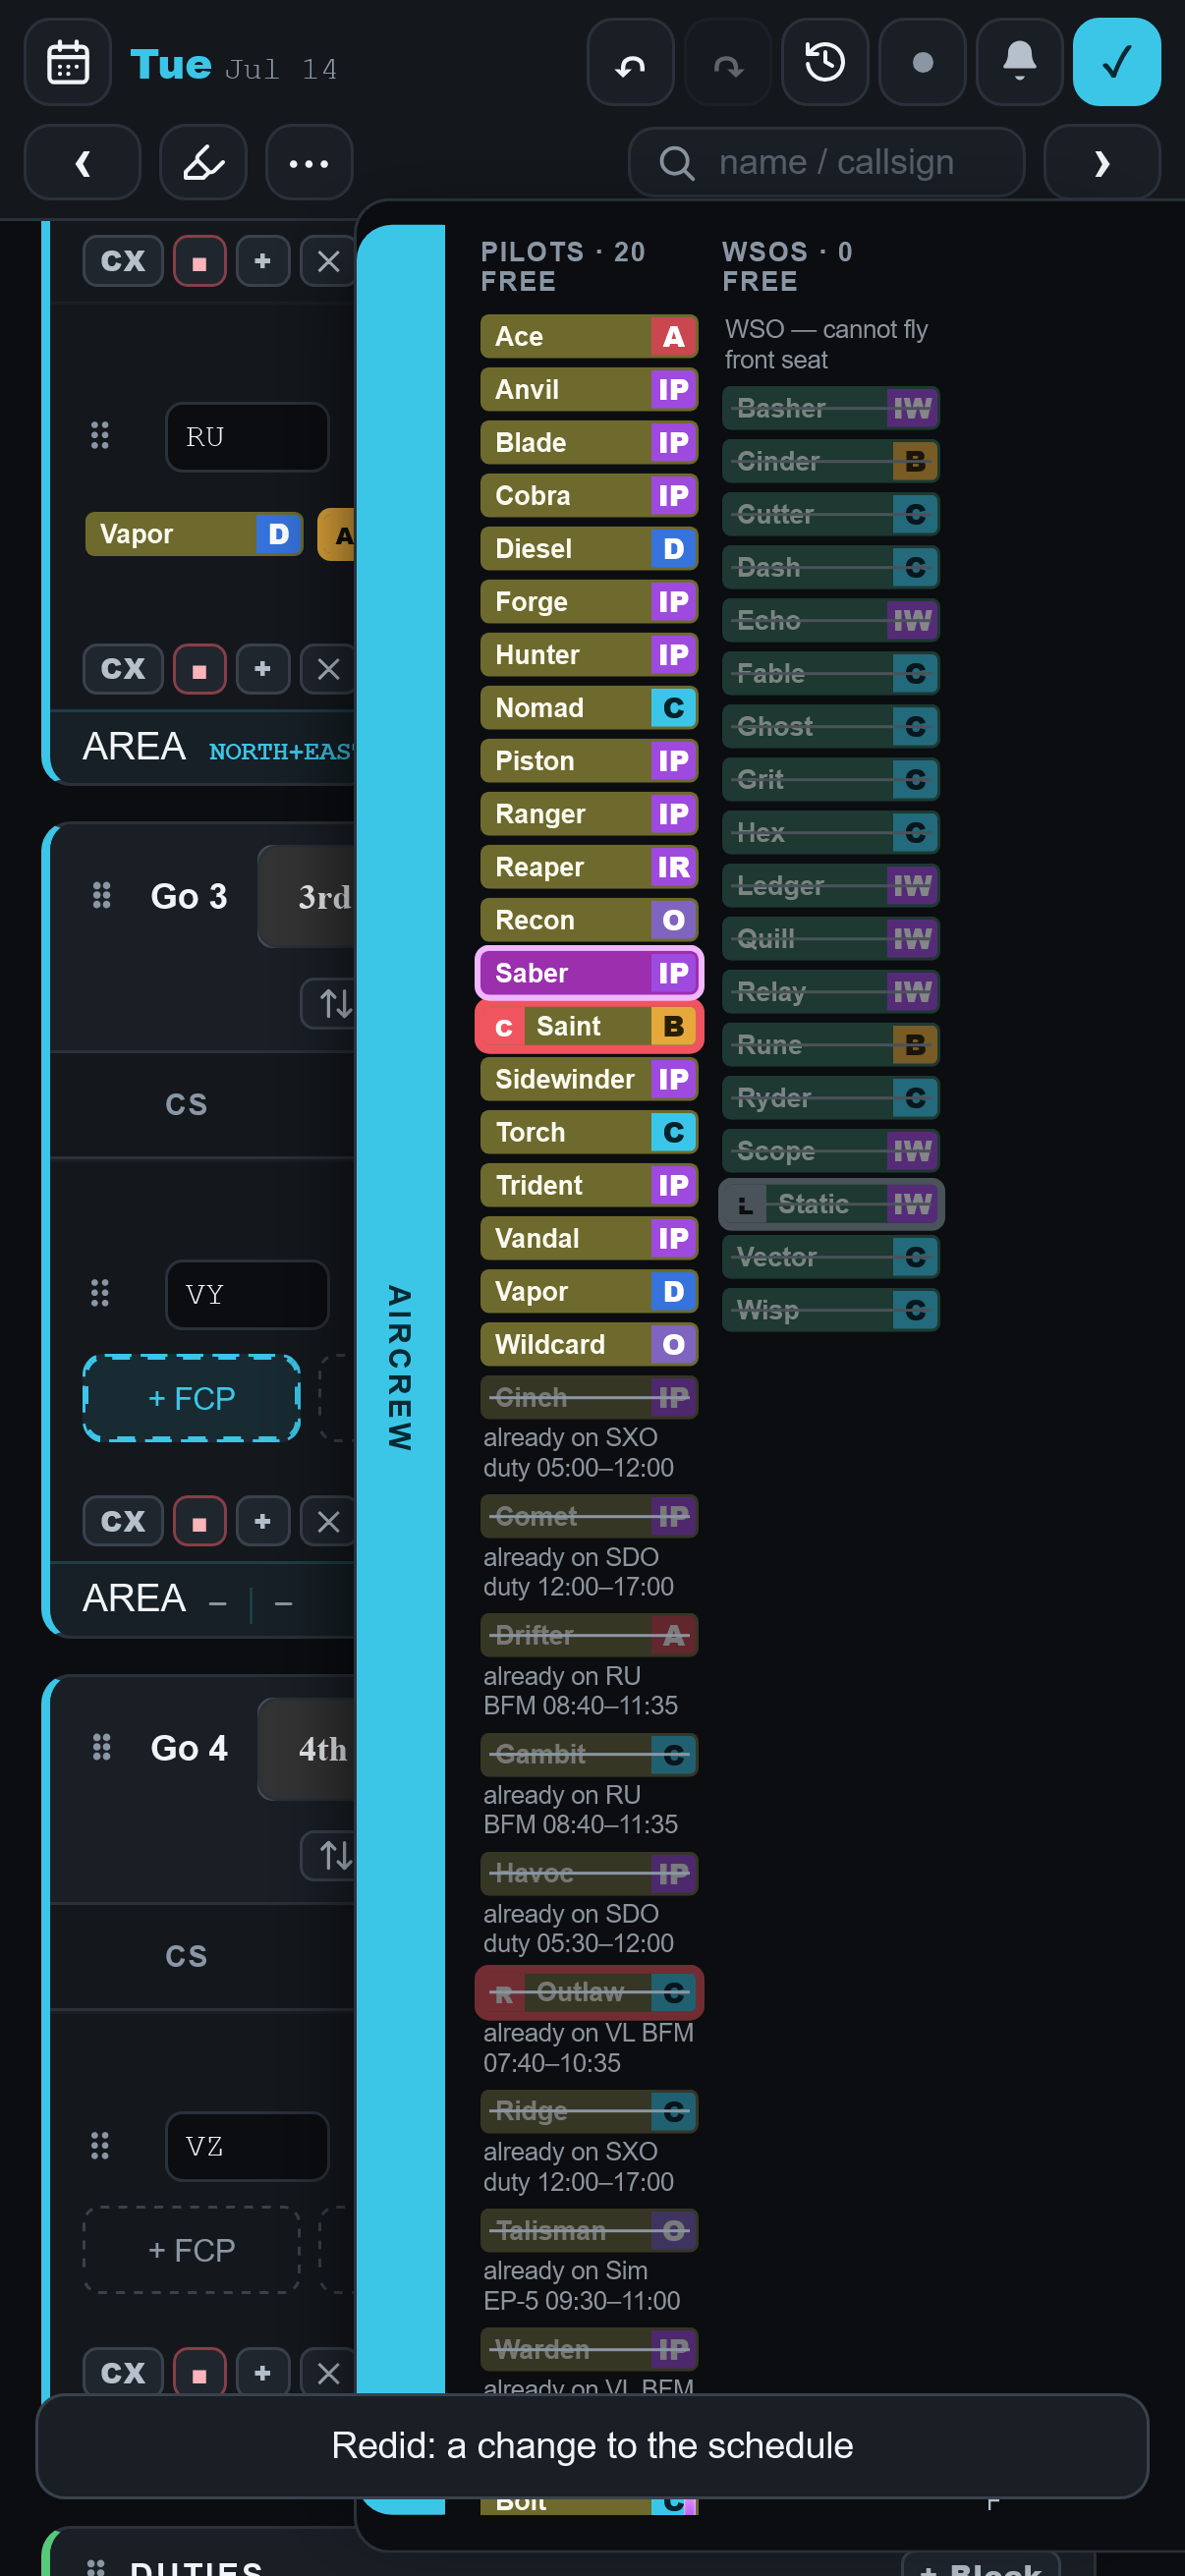 Tue Jul 14
name / callsign
CX
RU
Vapor D
CX
AREA NORTH+EAS
Go 3 3rd
CS
VY
+ FCP
CX
AREA – | –
Go 4 4th
CS
VZ
+ FCP
CX
DUTIES
+ Block
AIRCREW
PILOTS · 20
FREE
Ace A
Anvil IP
Blade IP
Cobra IP
Diesel D
Forge IP
Hunter IP
Nomad C
Piston IP
Ranger IP
Reaper IR
Recon O
Saber IP
C Saint B
Sidewinder IP
Torch C
Trident IP
Vandal IP
Vapor D
Wildcard O
Cinch IP
already on SXO
duty 05:00–12:00
Comet IP
already on SDO
duty 12:00–17:00
Drifter A
already on RU
BFM 08:40–11:35
Gambit C
already on RU
BFM 08:40–11:35
Havoc IP
already on SDO
duty 05:30–12:00
R Outlaw C
already on VL BFM
07:40–10:35
Ridge C
already on SXO
duty 12:00–17:00
Talisman O
already on Sim
EP-5 09:30–11:00
Warden IP
already on VL BFM
Bolt C
WSOS · 0
FREE
WSO — cannot fly
front seat
Basher IW
Cinder B
Cutter C
Dash C
Echo IW
Fable C
Ghost C
Grit C
Hex C
Ledger IW
Quill IW
Relay IW
Rune B
Ryder C
Scope IW
L Static IW
Vector C
Wisp C
Redid: a change to the schedule